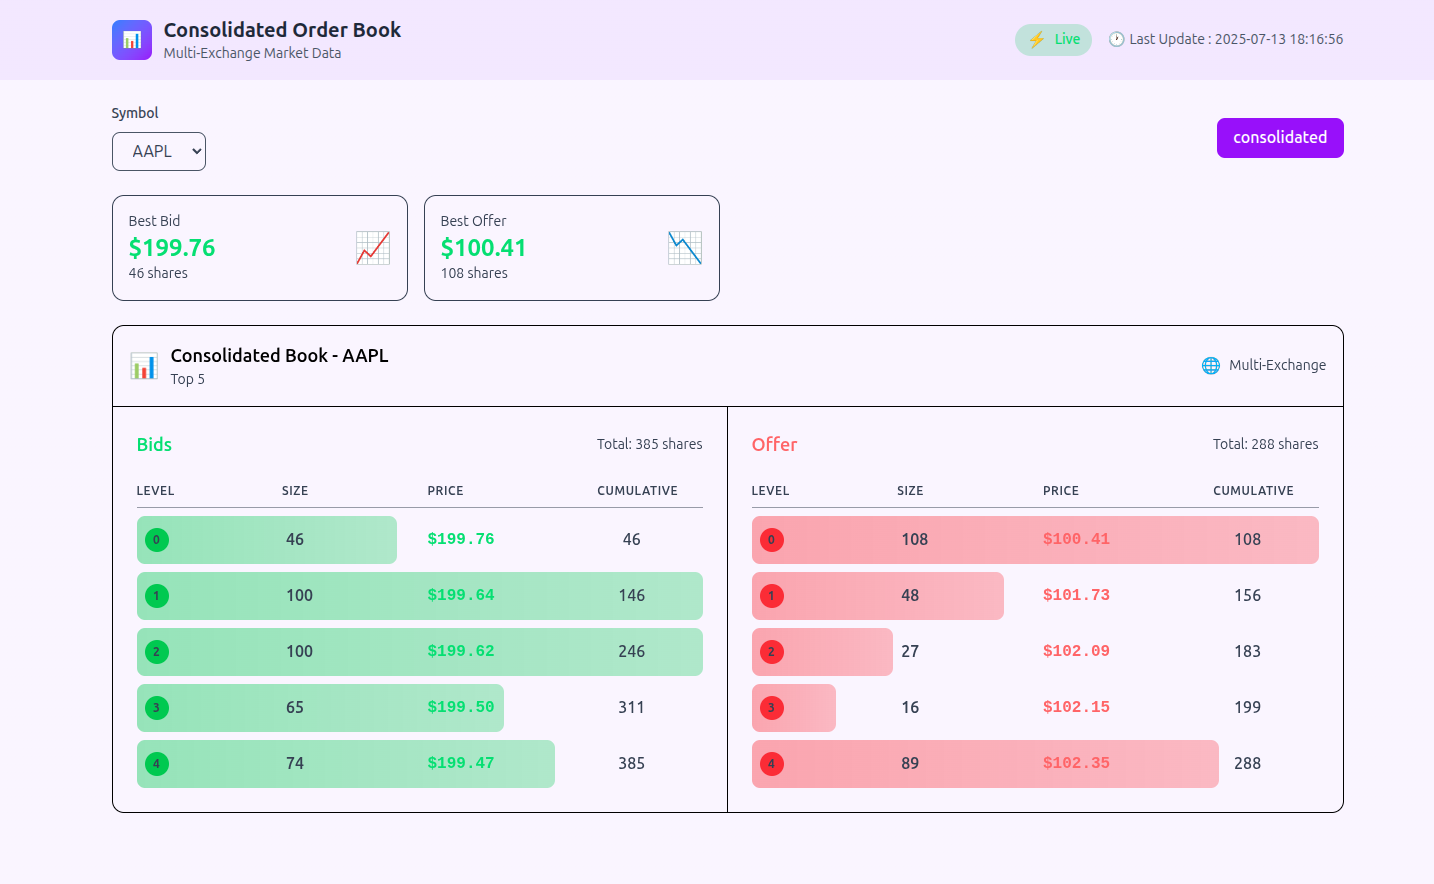 Consolidated Order Book
Multi-Exchange Market Data
Live
Last Update : 2025-07-13 18:16:56
Symbol
AAPL
consolidated
Best Bid
$199.76
46 shares
Best Offer
$100.41
108 shares
Consolidated Book - AAPL
Top 5
Multi-Exchange
Bids
Total: 385 shares
LEVEL SIZE PRICE CUMULATIVE
0 46 $199.76 46
1 100 $199.64 146
2 100 $199.62 246
3 65 $199.50 311
4 74 $199.47 385
Offer
Total: 288 shares
LEVEL SIZE PRICE CUMULATIVE
0 108 $100.41 108
1 48 $101.73 156
2 27 $102.09 183
3 16 $102.15 199
4 89 $102.35 288